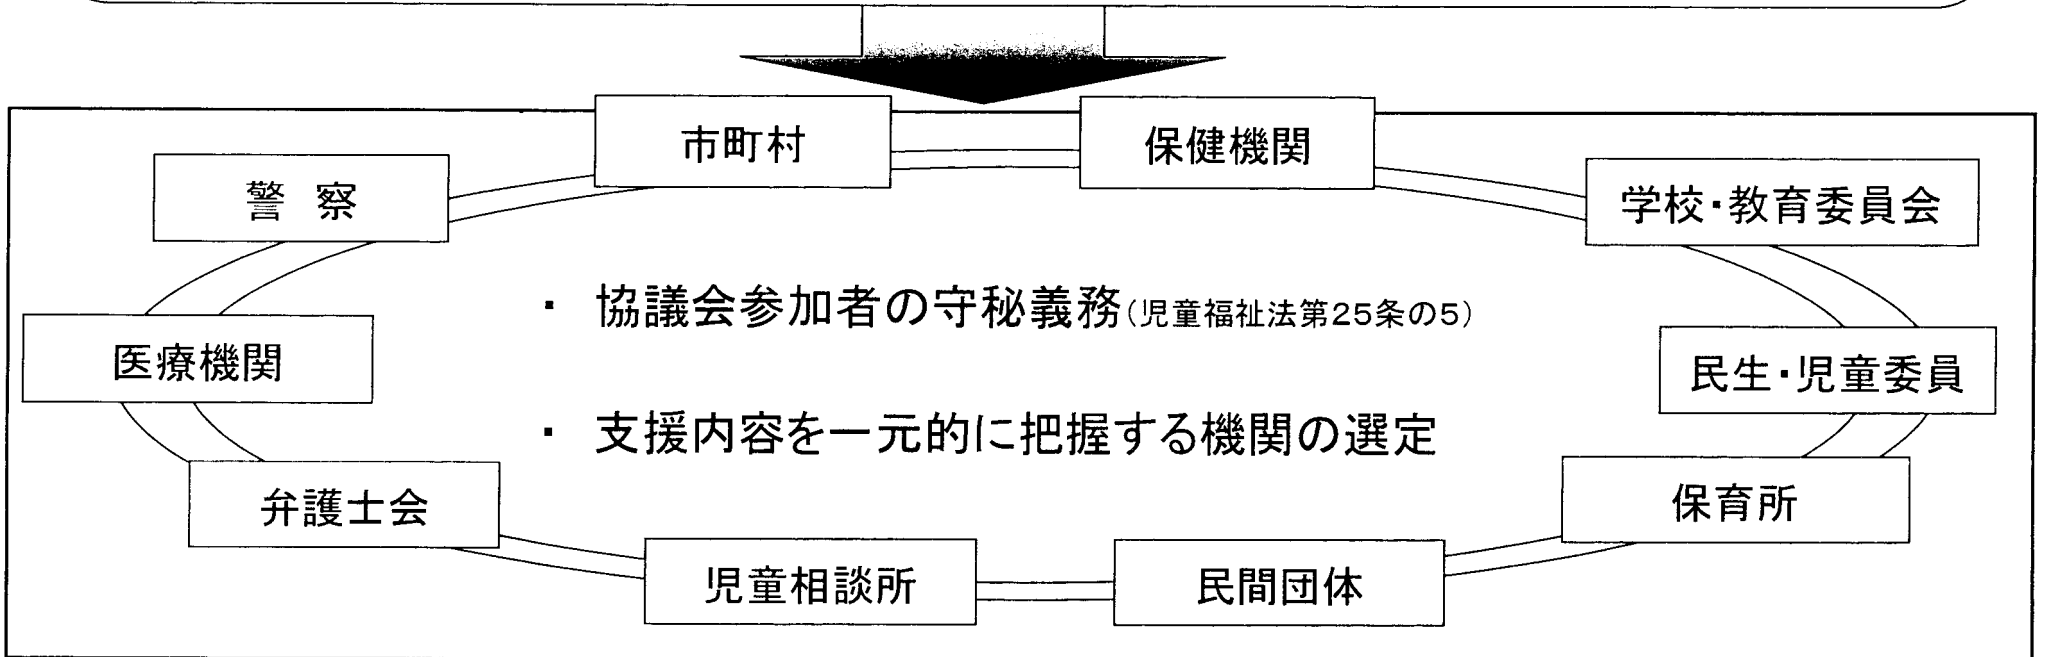 市町村
保健機関
警察
学校・教育委員会
・ 協議会参加者の守秘義務(児童福祉法第25条の5)
医療機関
民生・児童委員
・ 支援内容を一元的に把握する機関の選定
弁護士会
保育所
児童相談所
民間団体